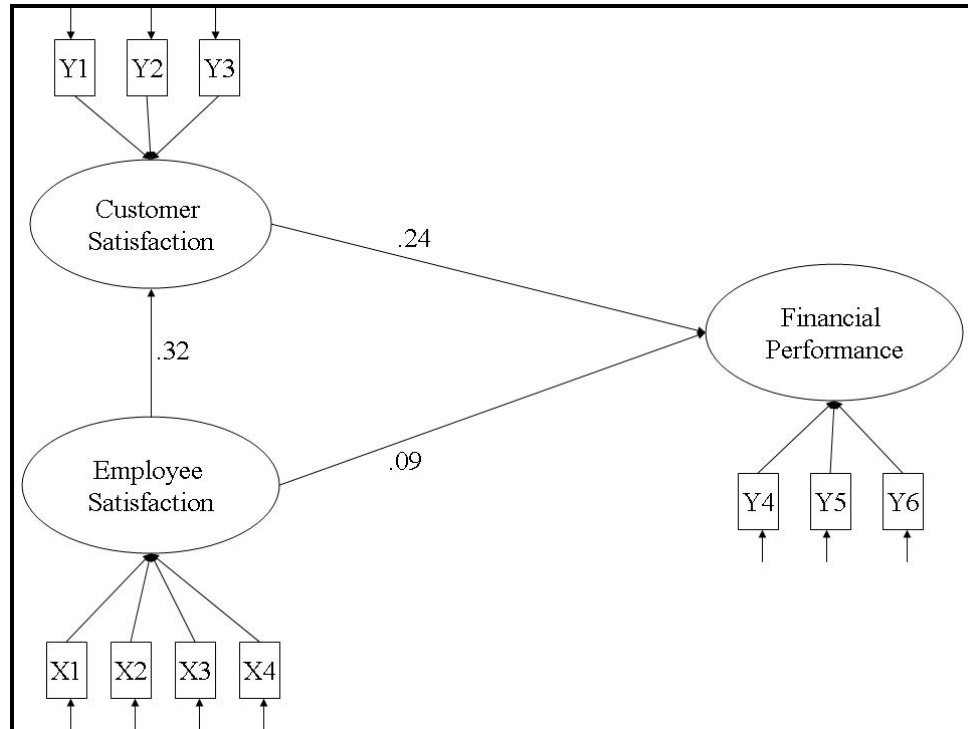 Y1 Y2 Y3
Customer
Satisfaction
.24
Financial
Performance
.32
Employee
Satisfaction
.09
Y4 Y5 Y6
X1 X2 X3 X4